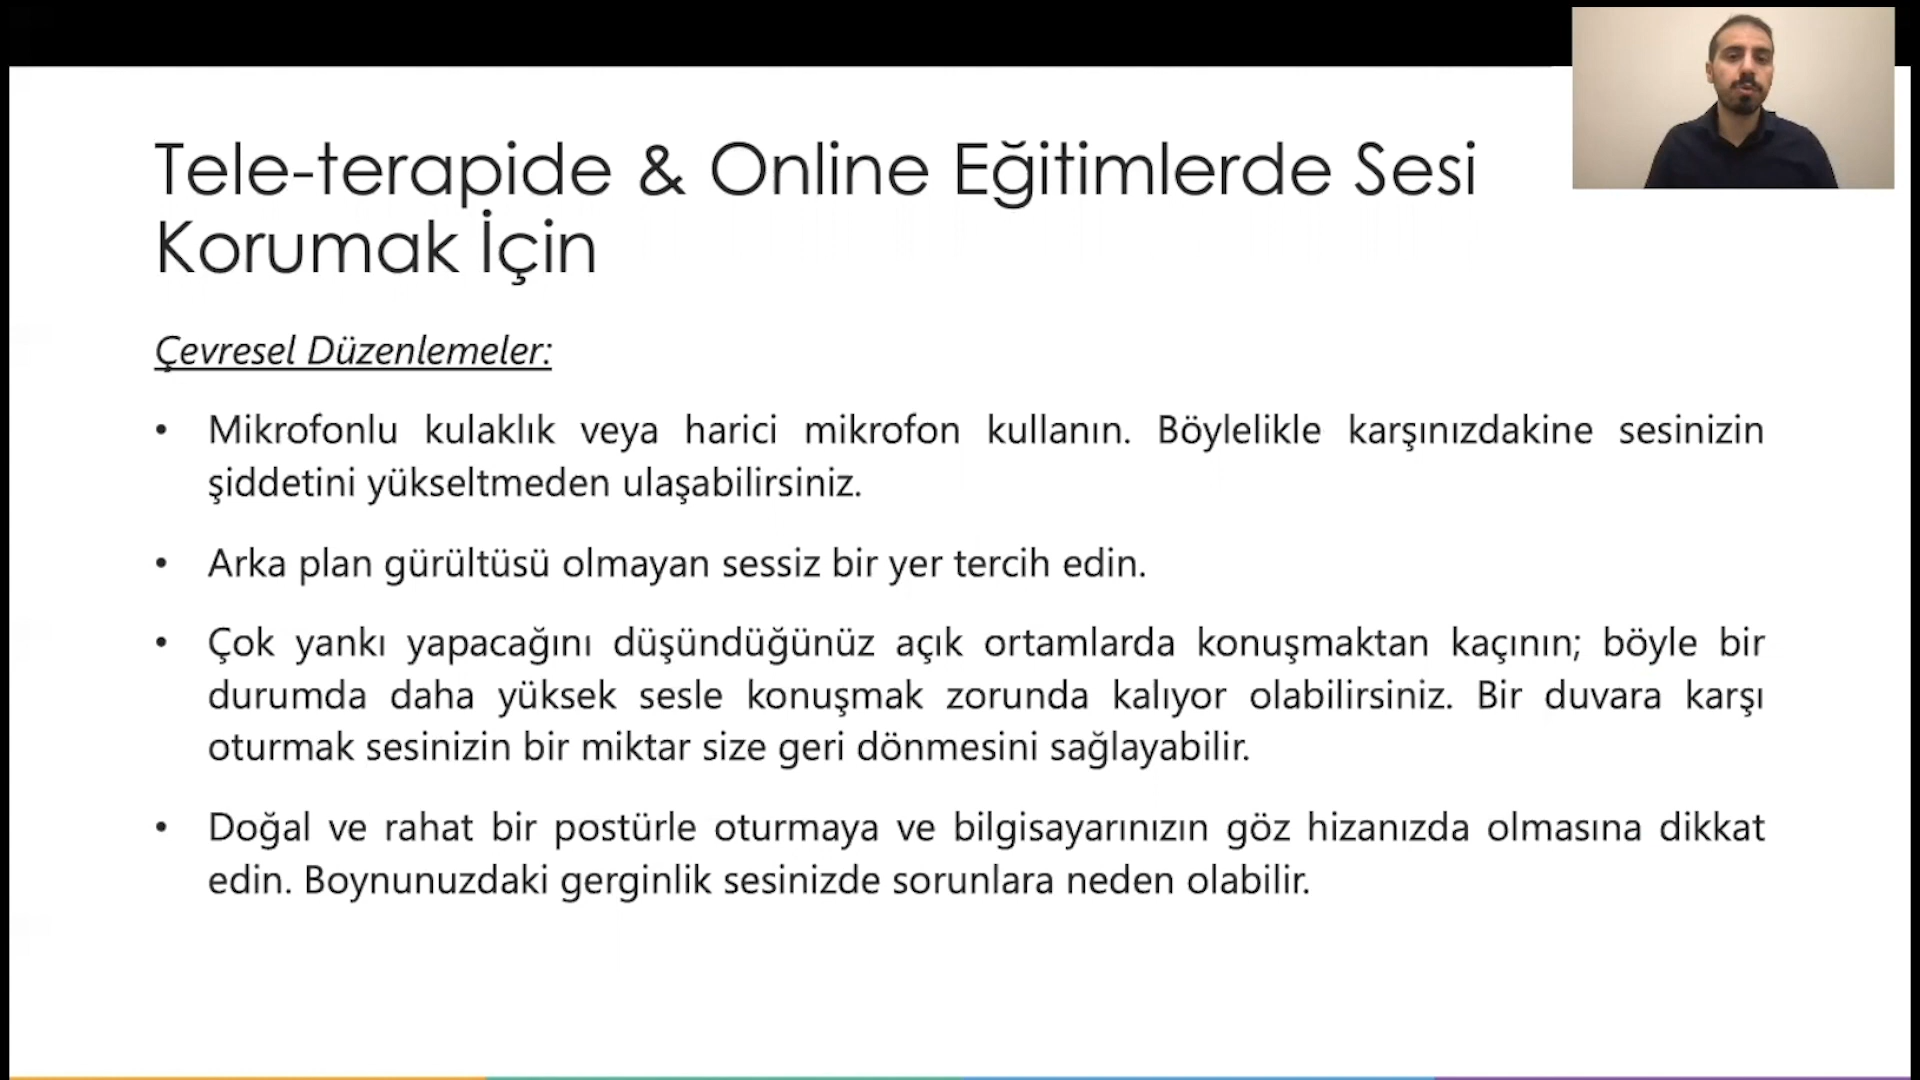 Tele-terapide & Online Eğitimlerde Sesi
Korumak İçin
Çevresel Düzenlemeler:
• Mikrofonlu kulaklık veya harici mikrofon kullanın. Böylelikle karşınızdakine sesinizin
şiddetini yükseltmeden ulaşabilirsiniz.
• Arka plan gürültüsü olmayan sessiz bir yer tercih edin.
• Çok yankı yapacağını düşündüğünüz açık ortamlarda konuşmaktan kaçının; böyle bir
durumda daha yüksek sesle konuşmak zorunda kalıyor olabilirsiniz. Bir duvara karşı
oturmak sesinizin bir miktar size geri dönmesini sağlayabilir.
• Doğal ve rahat bir postürle oturmaya ve bilgisayarınızın göz hizanızda olmasına dikkat
edin. Boynunuzdaki gerginlik sesinizde sorunlara neden olabilir.